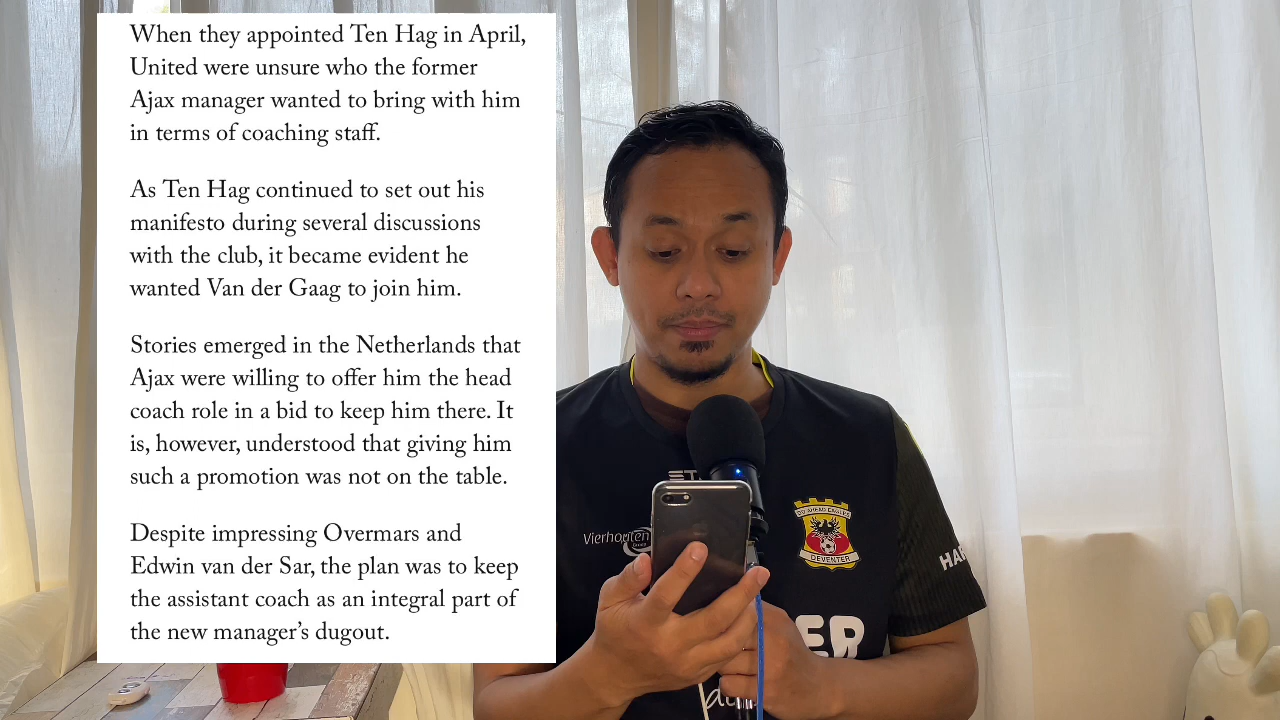 When they appointed Ten Hag in April,
United were unsure who the former
Ajax manager wanted to bring with him
in terms of coaching staff.
As Ten Hag continued to set out his
manifesto during several discussions
with the club, it became evident he
wanted Van der Gaag to join him.
Stories emerged in the Netherlands that
Ajax were willing to offer him the head
coach role in a bid to keep him there. It
is, however, understood that giving him
such a promotion was not on the table.
Despite impressing Overmars and
Edwin van der Sar, the plan was to keep
the assistant coach as an integral part of
the new manager’s dugout.
Vierhouten
GO AHEAD EAGLES
DEVENTER